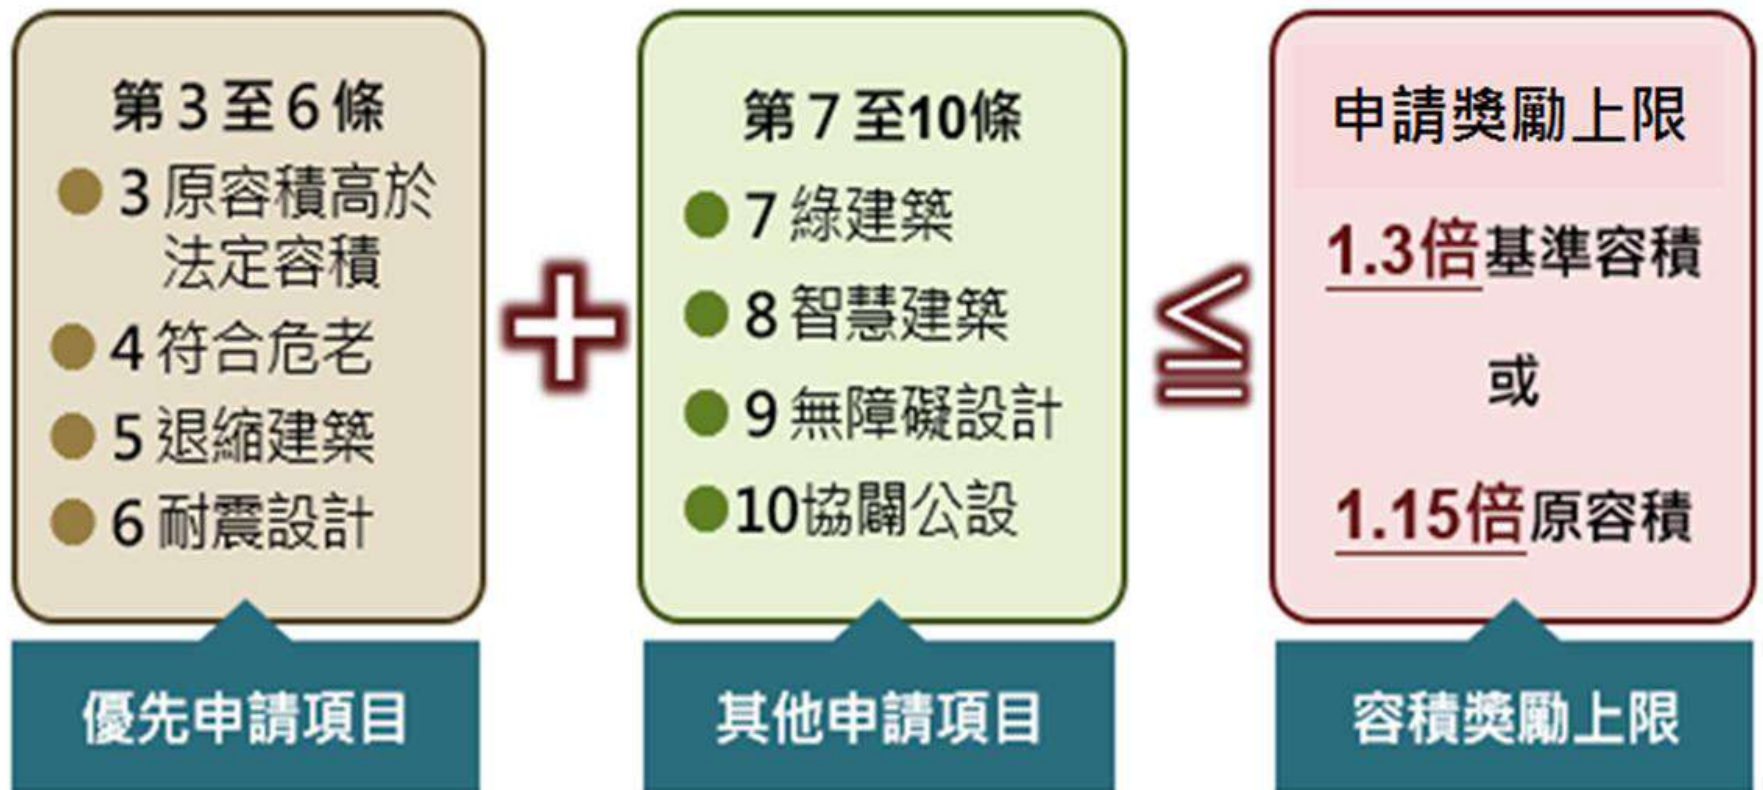 第3至6條
3 原容積高於
法定容積
4 符合危老
5 退縮建築
6 耐震設計
優先申請項目
+
第7至10條
7 綠建築
8 智慧建築
9 無障礙設計
10協闢公設
其他申請項目
≦
申請獎勵上限
1.3倍基準容積
或
1.15倍原容積
容積獎勵上限